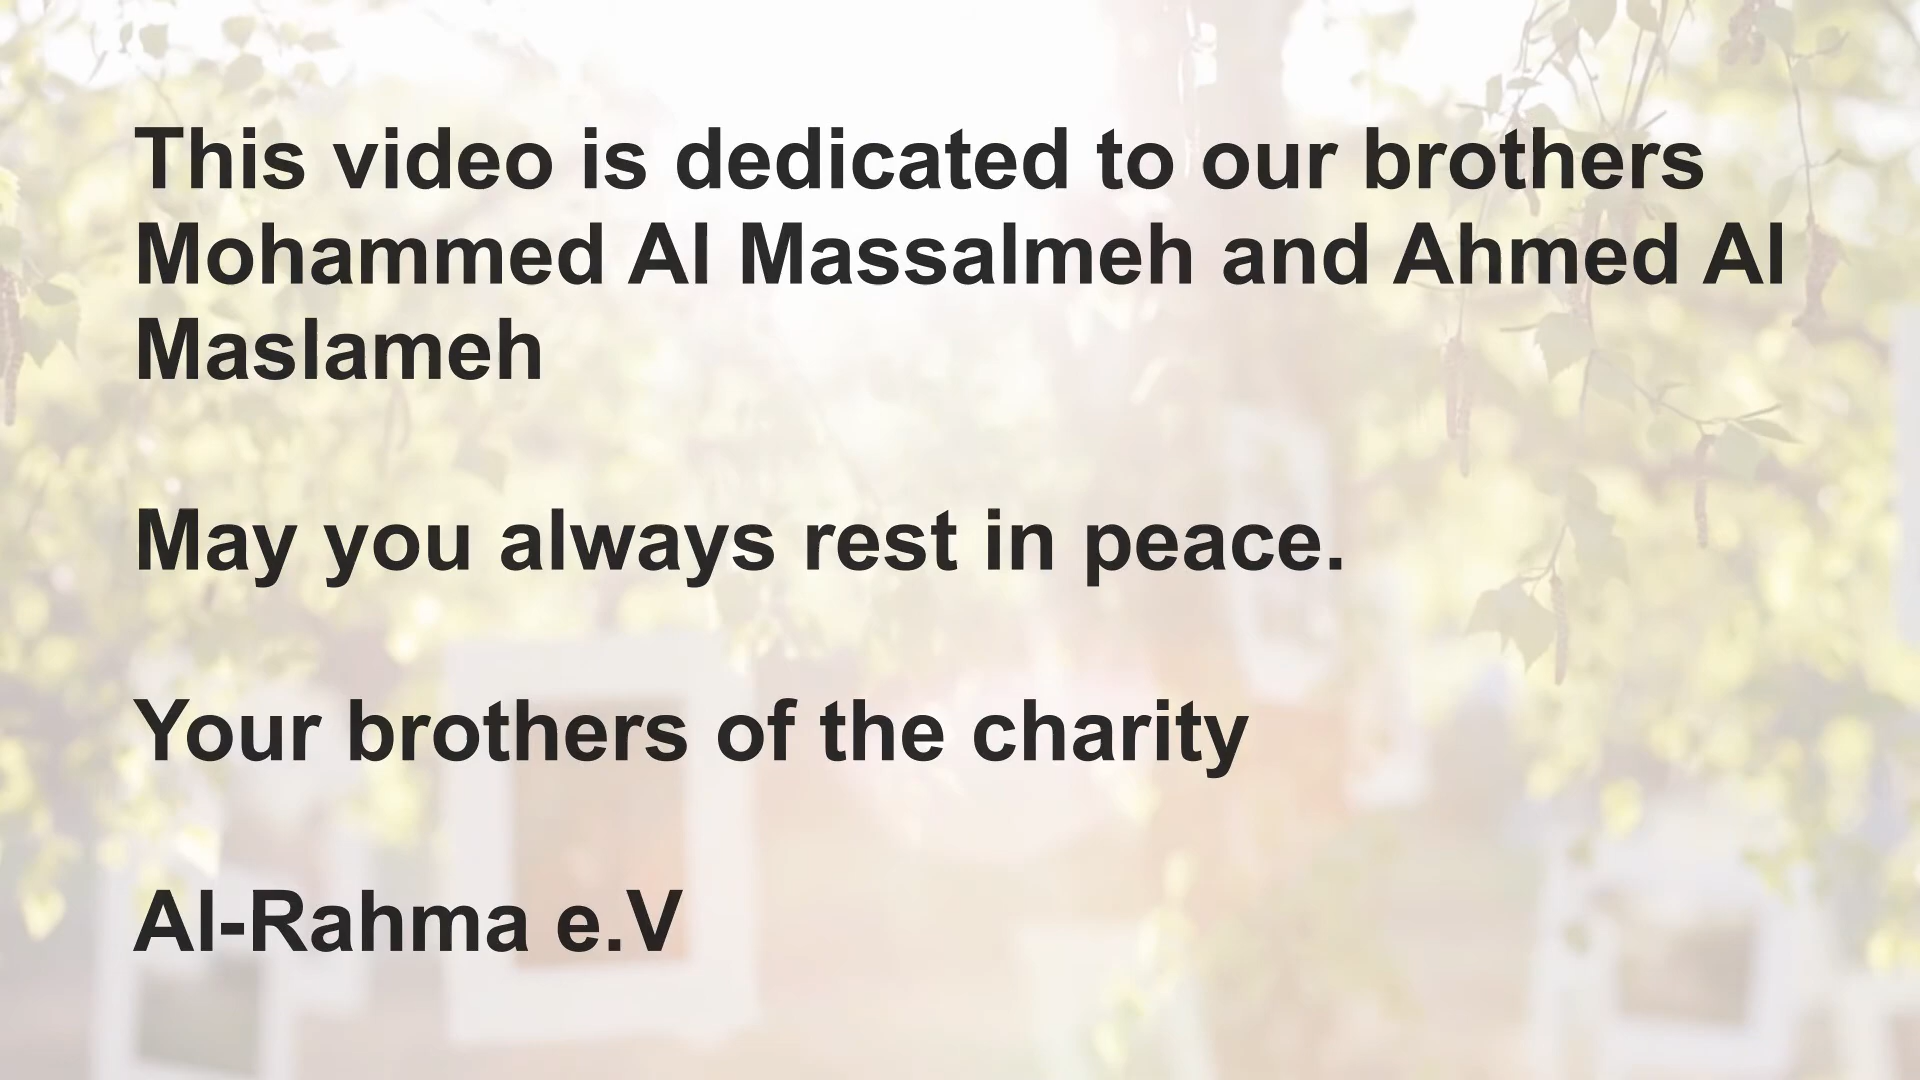 This video is dedicated to our brothers
Mohammed Al Massalmeh and Ahmed Al
Maslameh
May you always rest in peace.
Your brothers of the charity
Al-Rahma e.V